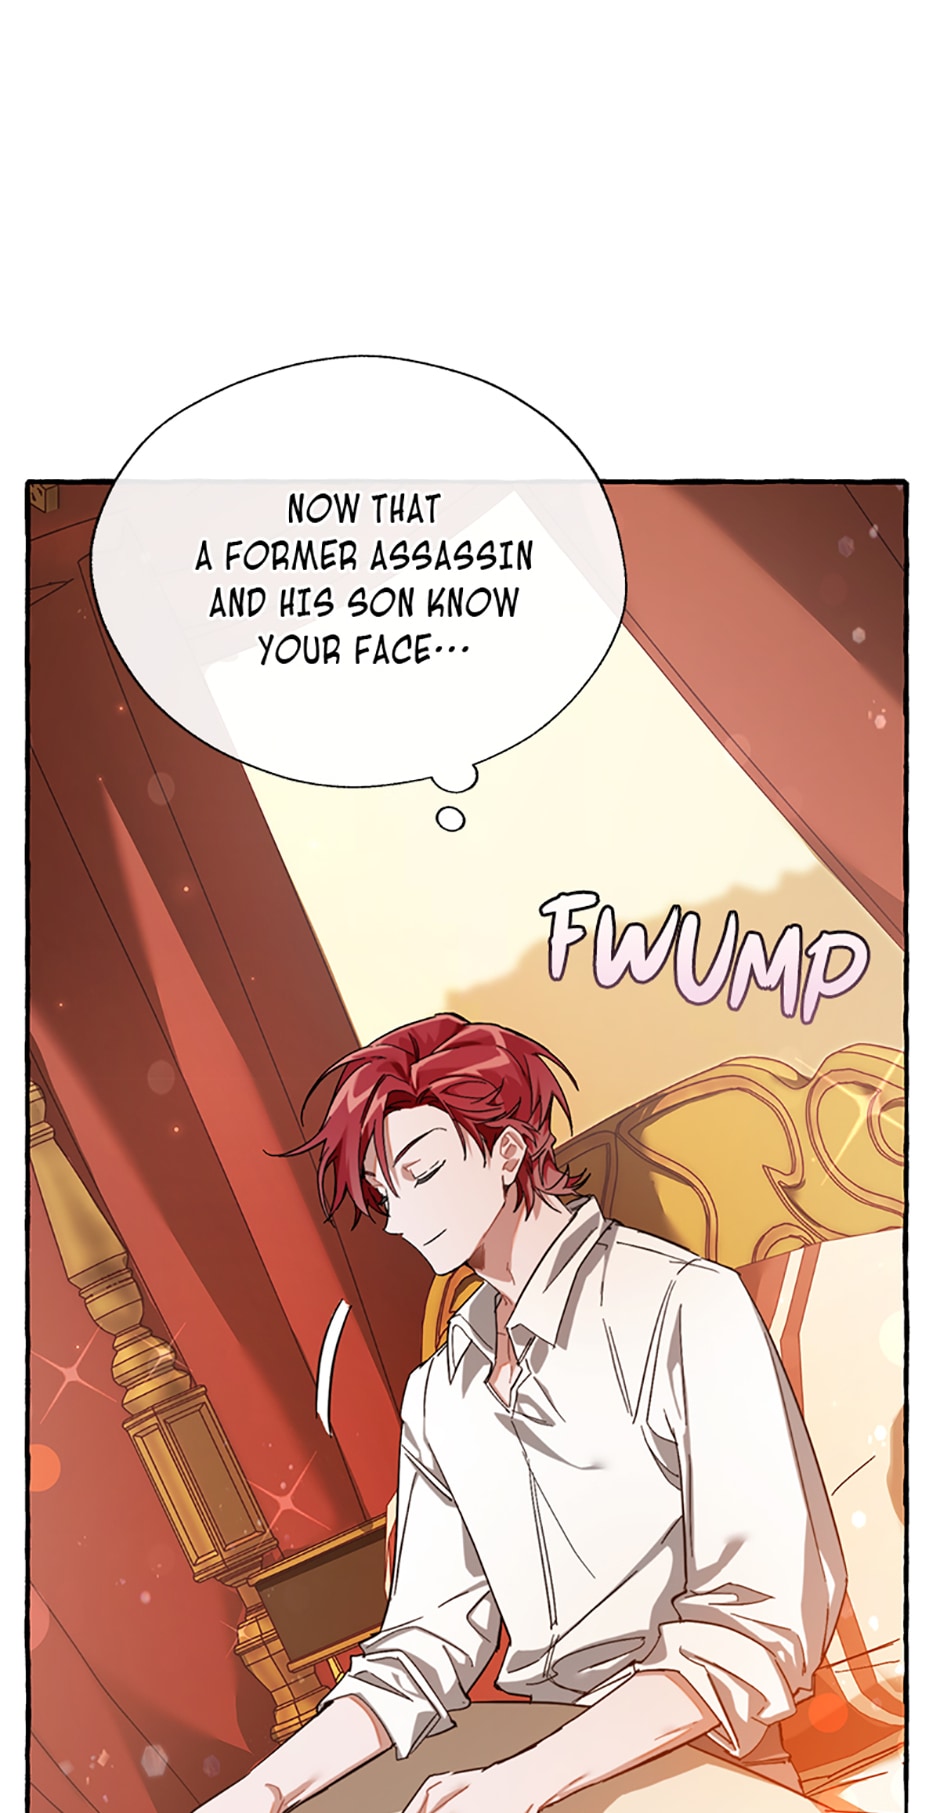 NOW THAT
A FORMER ASSASSIN
AND HIS SON KNOW
YOUR FACE...
FWUMP